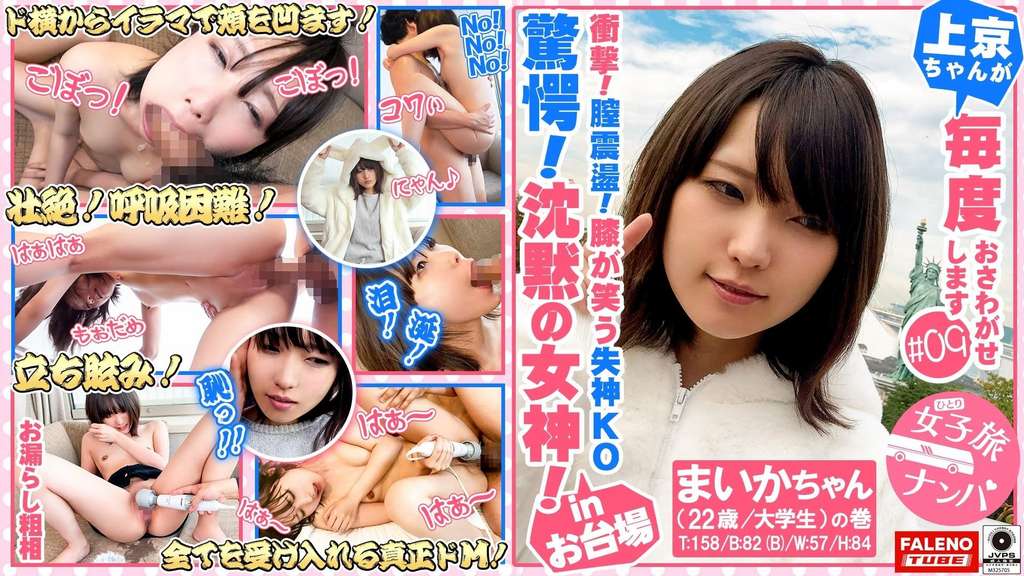 ド横からイラマで頬を凹ます!
ごぼっ!
ごぼっ!
No!
No!
No!
コワい
にゃん♪
壮絶!呼吸困難!
はぁはぁ
もぉだめ
涙!
涎!
立ち眩み!
恥っ!!
お漏らし粗相
はぁ〜
はぁ〜
はぁ〜
はぁ〜
全てを受け入れる真正ドM!
上京
ちゃんが
毎度
おさわがせ
します
#09
衝撃!膣震盪!膝が笑う失神KO
驚愕!沈黙の女神!
in
お台場
ひとり
女子旅
ナンパ
まいかちゃん
(22歳/大学生)の巻
T:158/B:82(B)/W:57/H:84
FALENO
TUBE
JVPS
M325705